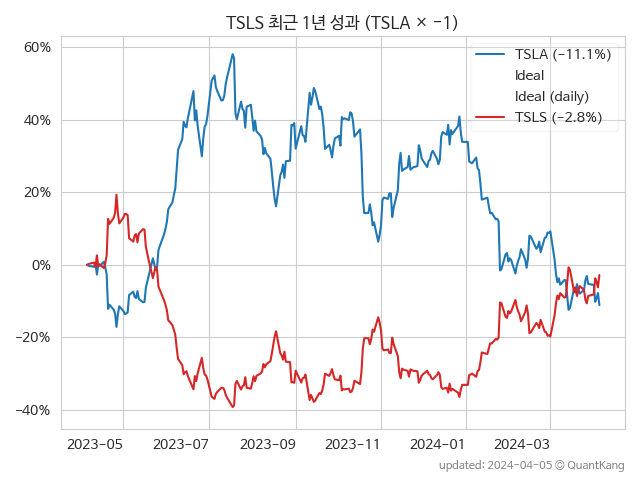 TSLS 최근 1년 성과 (TSLA × −1)
60%
40%
20%
0%
−20%
−40%
TSLA (−11.1%)
Ideal
Ideal (daily)
TSLS (−2.8%)
2023-05 2023-07 2023-09 2023-11 2024-01 2024-03
updated: 2024-04-05 © QuantKang